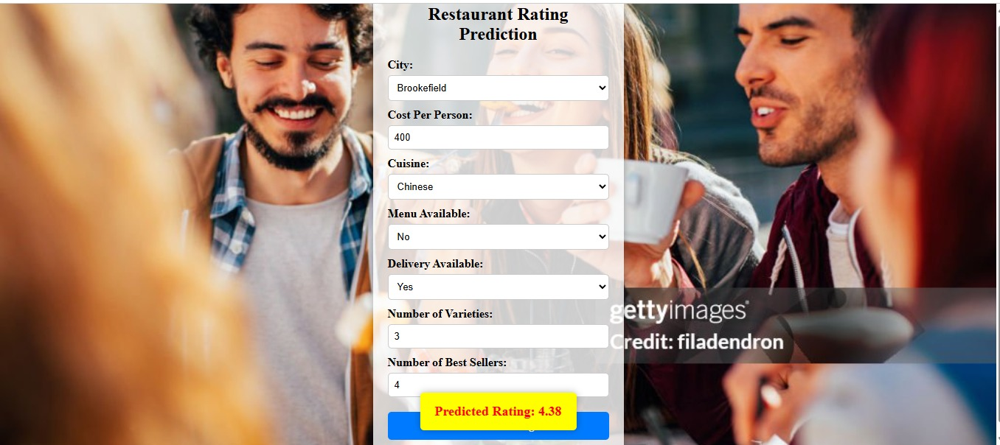 Restaurant Rating
Prediction
City:
Brookefield
Cost Per Person:
400
Cuisine:
Chinese
Menu Available:
No
Delivery Available:
Yes
Number of Varieties:
3
Number of Best Sellers:
4
Predicted Rating: 4.38
gettyimages®
Credit: filadendron